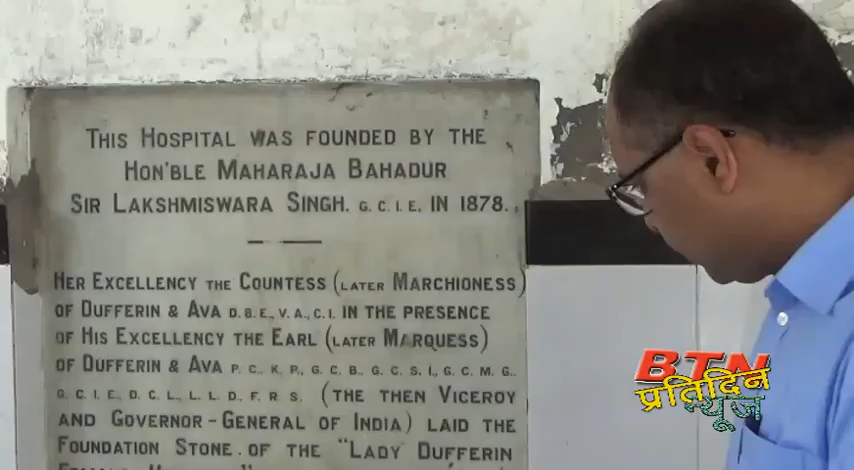 THIS HOSPITAL WAS FOUNDED BY THE
HON'BLE MAHARAJA BAHADUR
SIR LAKSHMISWARA SINGH. G.C.I.E. IN 1878.
HER EXCELLENCY THE COUNTESS (LATER MARCHIONESS)
OF DUFFERIN & AVA D.B.E., V.A., C.I. IN THE PRESENCE
OF HIS EXCELLENCY THE EARL (LATER MARQUESS)
OF DUFFERIN & AVA P.C., K.P., G.C.B., G.C.S.I., G.C.M.G.,
G.C.I.E., D.C.L., L.L.D., F.R.S. (THE THEN VICEROY
AND GOVERNOR-GENERAL OF INDIA) LAID THE
FOUNDATION STONE OF THE "LADY DUFFERIN
BTN
प्रतिदिन
न्यूज